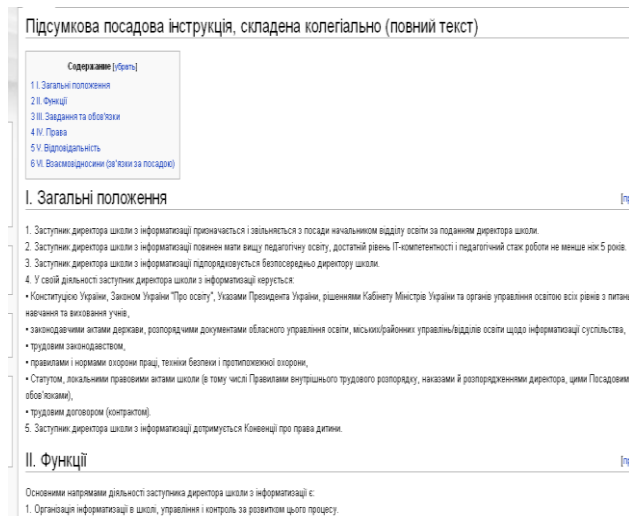 Підсумкова посадова інструкція, складена колегіально (повний текст)
Содержание [убрать]
1 I. Загальні положення
2 II. Функції
3 III. Завдання та обов'язки
4 IV. Права
5 V. Відповідальність
6 VI. Взаємовідносини (зв'язки за посадою)
I. Загальні положення
1. Заступник директора школи з інформатизації призначається і звільняється з посади начальником відділу освіти за поданням директора школи.
2. Заступник директора школи з інформатизації повинен мати вищу педагогічну освіту, достатній рівень ІТ-компетентності і педагогічний стаж роботи не менше ніж 5 років.
3. Заступник директора школи з інформатизації підпорядковується безпосередньо директору школи.
4. У своїй діяльності заступник директора школи з інформатизації керується:
• Конституцією України, Законом України "Про освіту", Указами Президента України, рішеннями Кабінету Міністрів України та органів управління освітою всіх рівнів з питань
навчання та виховання учнів,
• законодавчими актами держави, розпорядчими документами обласного управління освіти, міських/районних управлінь/відділів освіти щодо інформатизації суспільства,
• трудовим законодавством,
• правилами і нормами охорони праці, техніки безпеки і протипожежної охорони,
• Статутом, локальними правовими актами школи (в тому числі Правилами внутрішнього трудового розпорядку, наказами й розпорядженнями директора, цими Посадовим
обов'язками),
• трудовим договором (контрактом).
5. Заступник директора школи з інформатизації дотримується Конвенції про права дитини.
II. Функції
Основними напрямами діяльності заступника директора школи з інформатизації є:
1. Організація інформатизації в школі, управління і контроль за розвитком цього процесу.